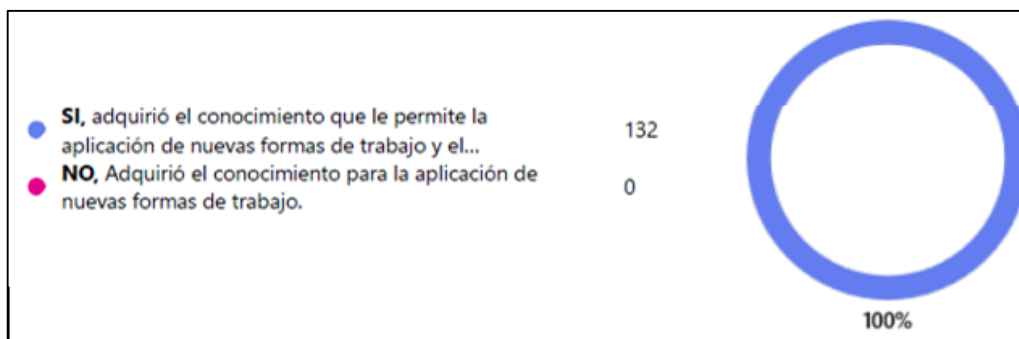 SI, adquirió el conocimiento que le permite la
aplicación de nuevas formas de trabajo y el...
132
NO, Adquirió el conocimiento para la aplicación de
nuevas formas de trabajo.
0
100%